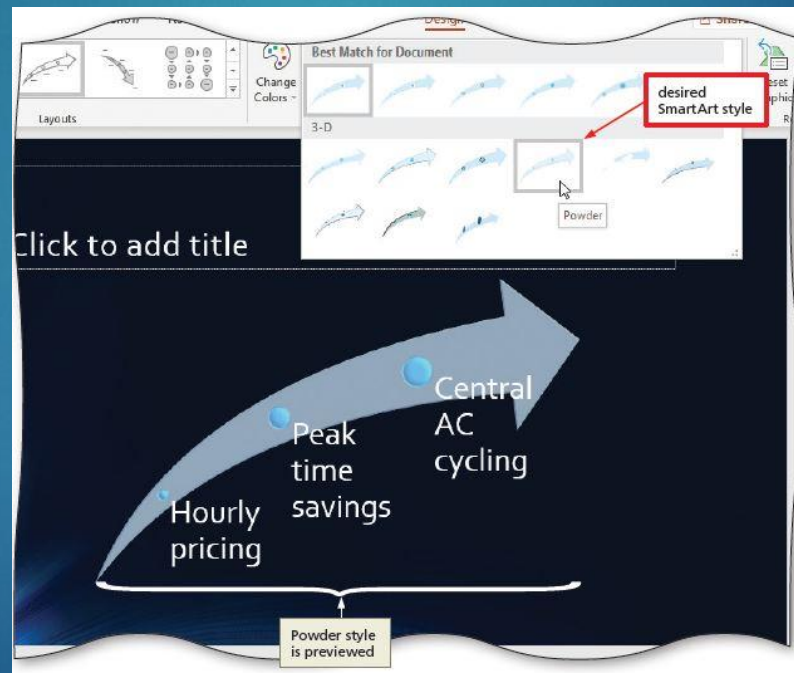 Design
Best Match for Document
Change
Colors
Layouts
3-D
desired
SmartArt style
Powder
Click to add title
Central
AC
cycling
Peak
time
savings
Hourly
pricing
Powder style
is previewed